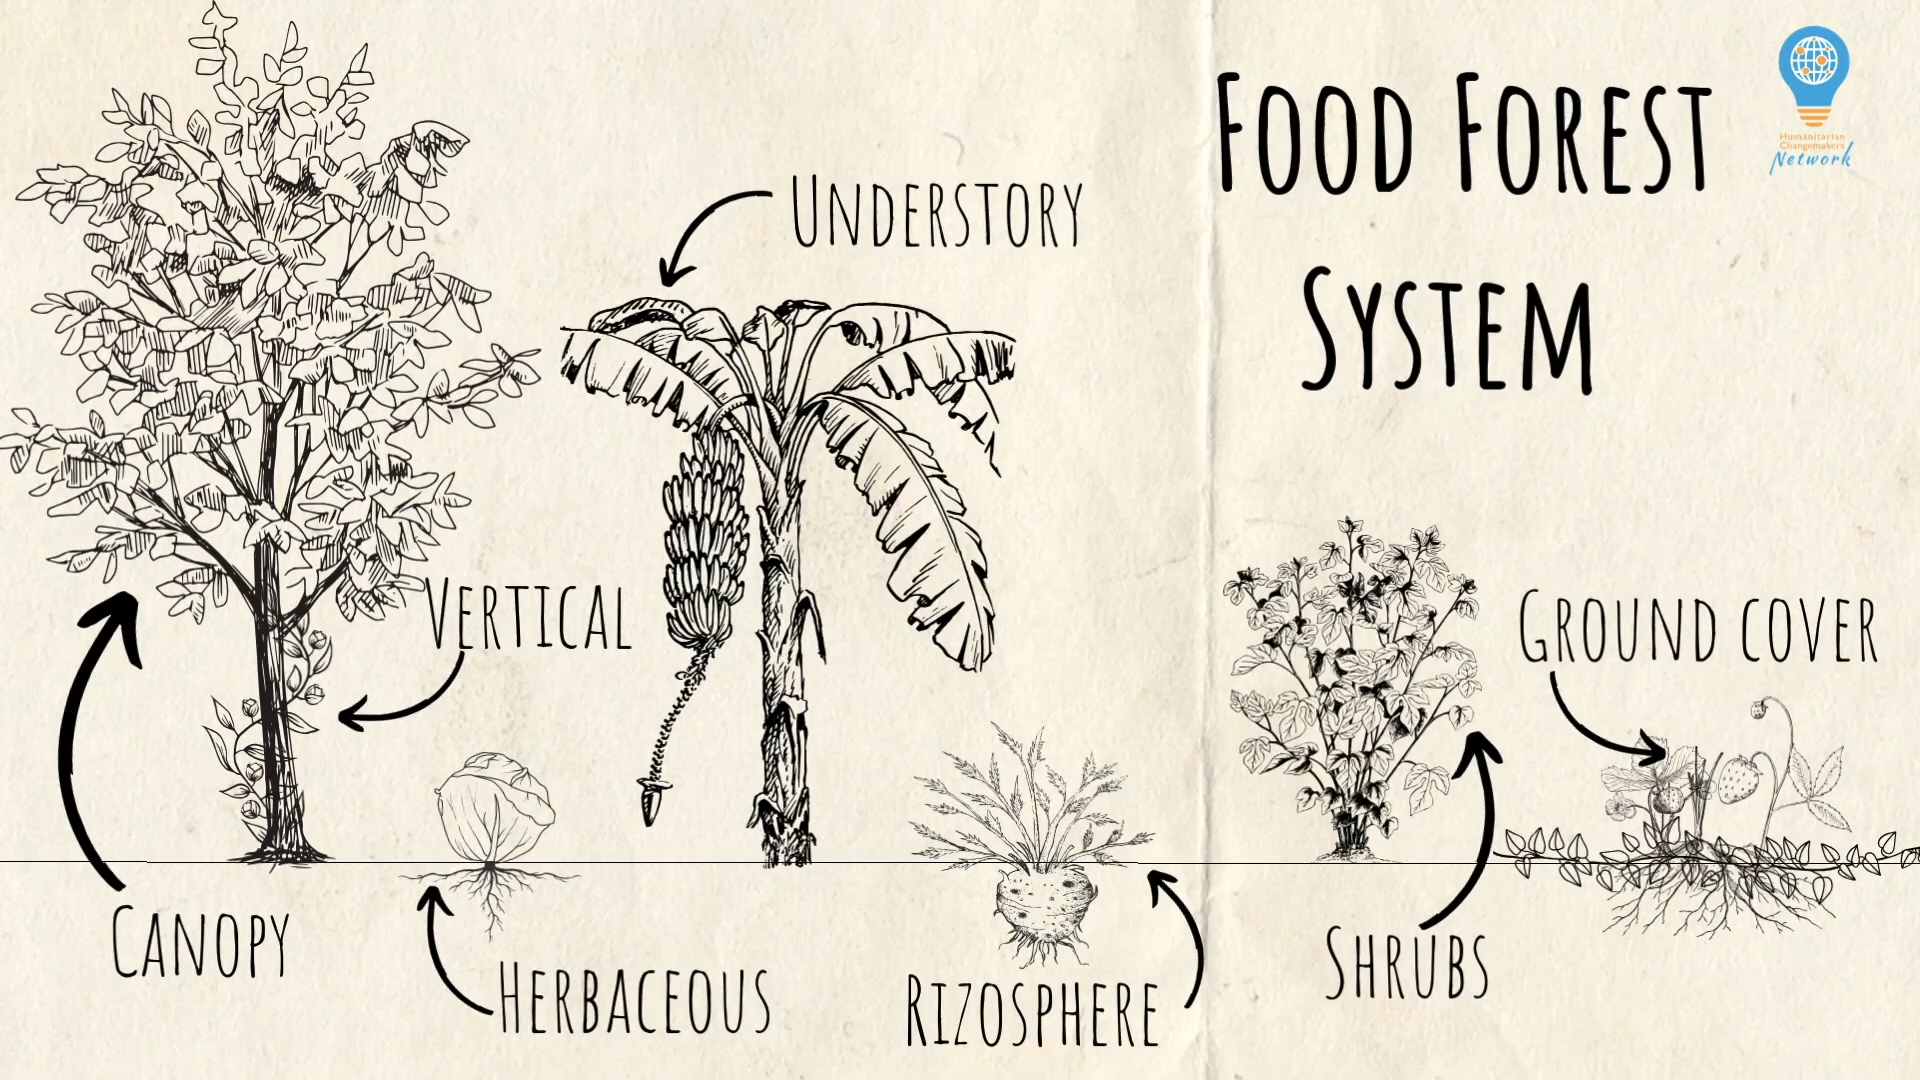 Food Forest
System
Humanitarian
Changemakers
Network
Understory
Vertical
Ground cover
Canopy
Herbaceous
Rizosphere
Shrubs